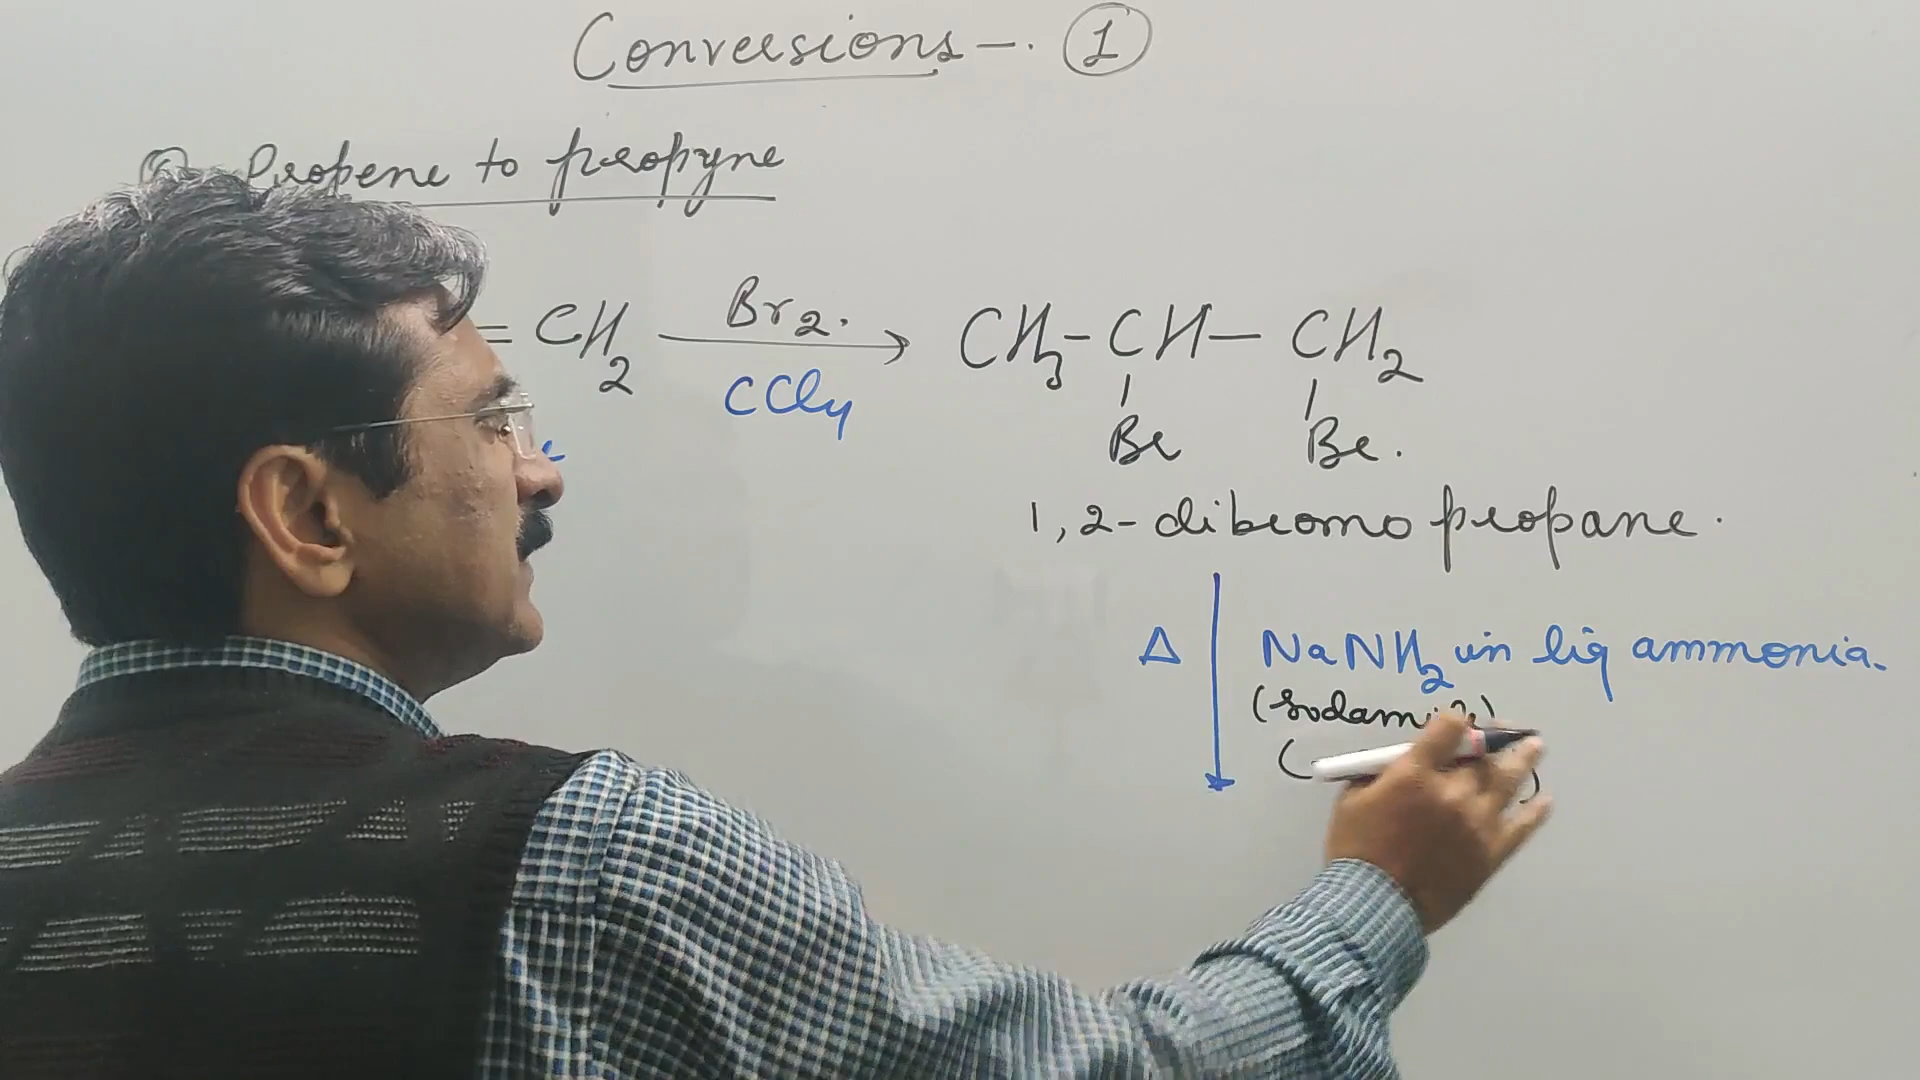 Conversions - . 1
Q Propene to propyne
= CH2 Br2. CCl4 → CH3 - CH - CH2
Br Br.
1,2-dibromo propane.
Δ NaNH2 in liq ammonia.
(